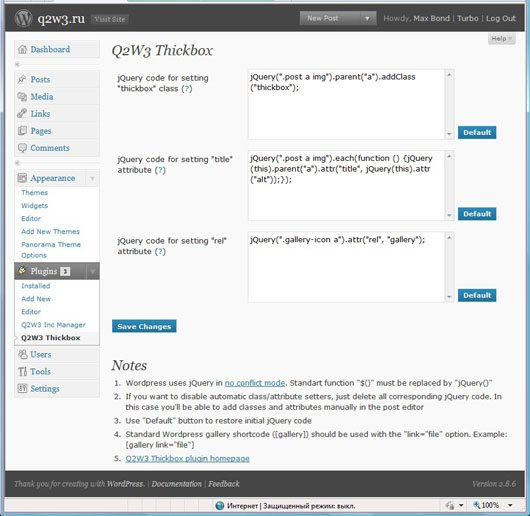 q2w3.ru
Visit Site
New Post
Howdy, Max Bond | Turbo | Log Out
Help
Dashboard
Posts
Media
Links
Pages
Comments
Appearance
Themes
Widgets
Editor
Add New Themes
Panorama Theme
Options
Plugins 3
Installed
Add New
Editor
Q2W3 Inc Manager
Q2W3 Thickbox
Users
Tools
Settings
Q2W3 Thickbox
jQuery code for setting
"thickbox" class (?)
jQuery(".post a img").parent("a").addClass
("thickbox");
Default
jQuery code for setting "title"
attribute (?)
jQuery(".post a img").each(function () {jQuery
(this).parent("a").attr("title", jQuery(this).attr
("alt"));});
Default
jQuery code for setting "rel"
attribute (?)
jQuery(".gallery-icon a").attr("rel", "gallery");
Default
Save Changes
Notes
1. Wordpress uses jQuery in no conflict mode. Standart function "$()" must be replaced by "jQuery()"
2. If you want to disable automatic class/attribute setters, just delete all corresponding jQuery code. In
this case you'll be able to add classes and attributes manually in the post editor
3. Use "Default" button to restore initial jQuery code
4. Standard Wordpress gallery shortcode ([gallery]) should be used with the "link="file" option. Example:
[gallery link="file"]
5. Q2W3 Thickbox plugin homepage
Thank you for creating with WordPress. | Documentation | Feedback
Version 2.8.6
Интернет | Защищенный режим: выкл.
100%